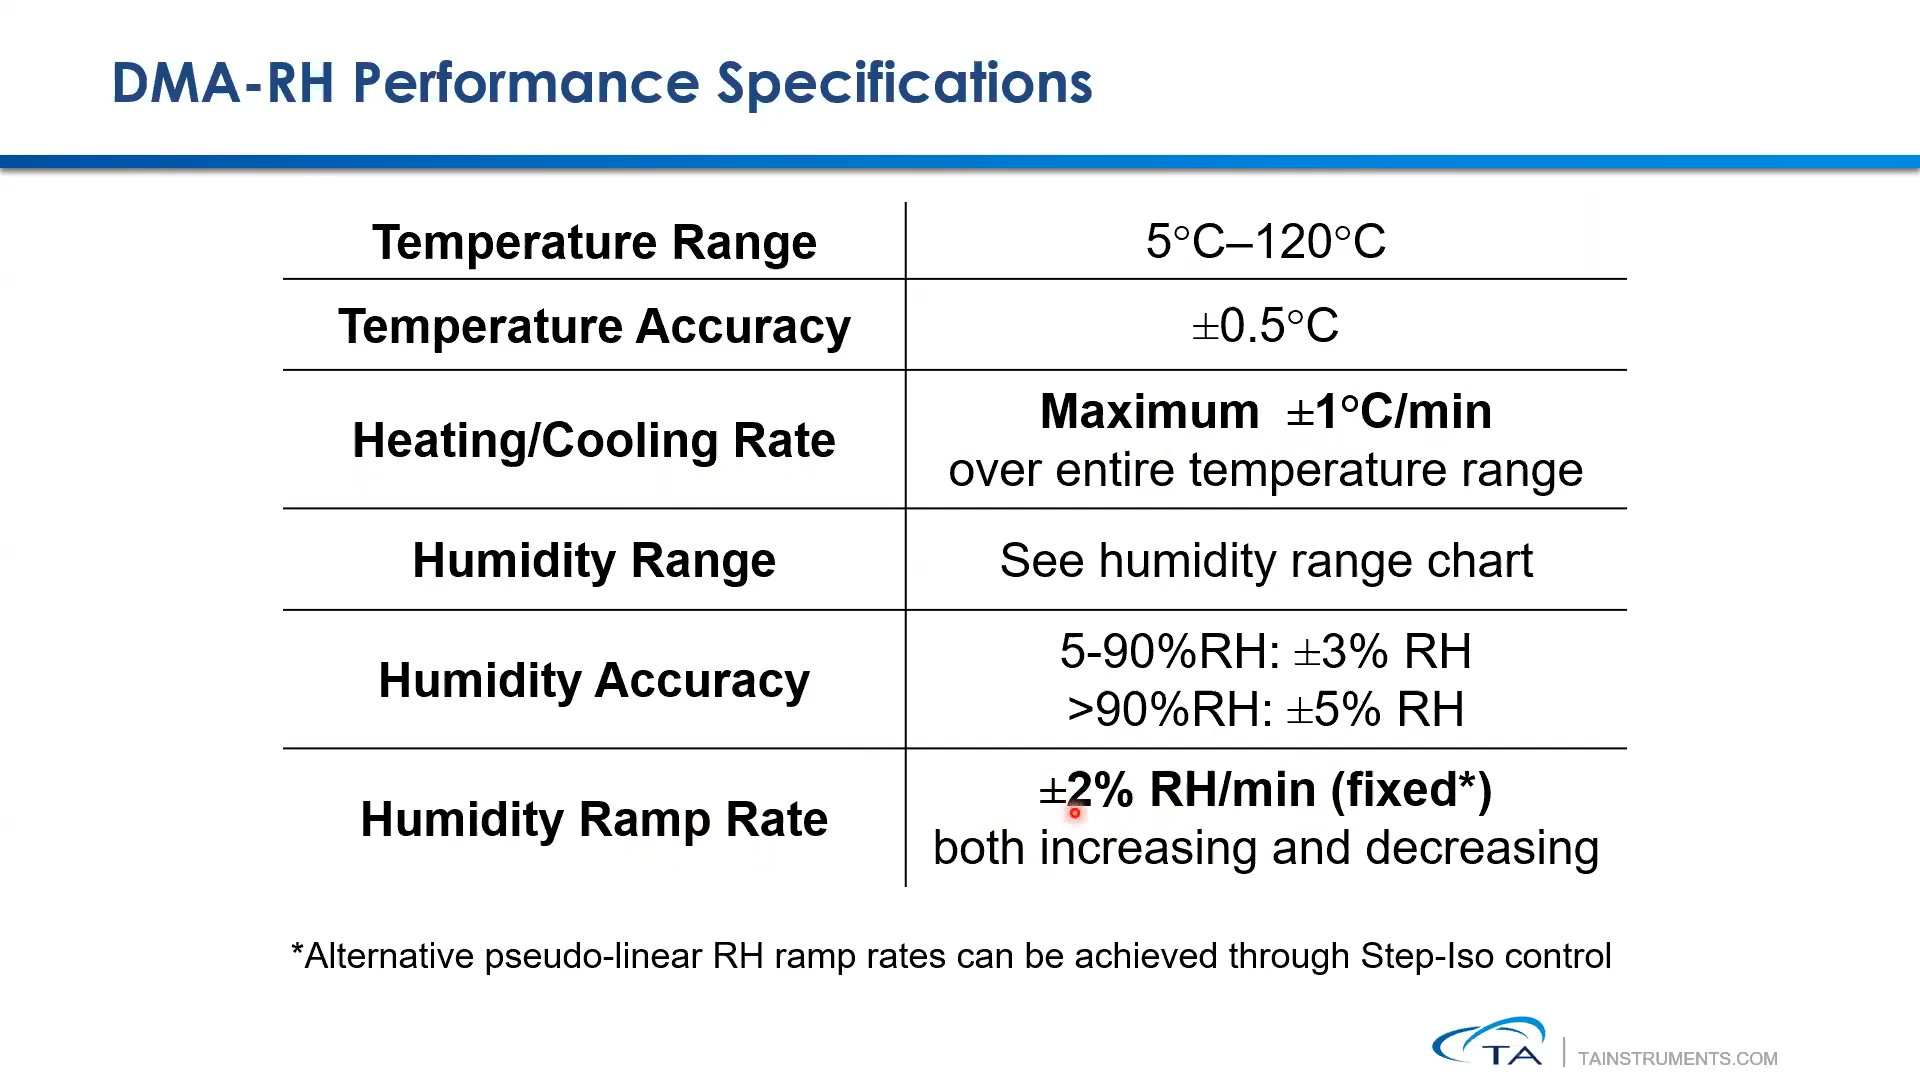 DMA-RH Performance Specifications
Temperature Range
5°C–120°C
Temperature Accuracy
±0.5°C
Heating/Cooling Rate
Maximum ±1°C/min
over entire temperature range
Humidity Range
See humidity range chart
Humidity Accuracy
5-90%RH: ±3% RH
>90%RH: ±5% RH
Humidity Ramp Rate
±2% RH/min (fixed*)
both increasing and decreasing
*Alternative pseudo-linear RH ramp rates can be achieved through Step-Iso control
TA
TAINSTRUMENTS.COM